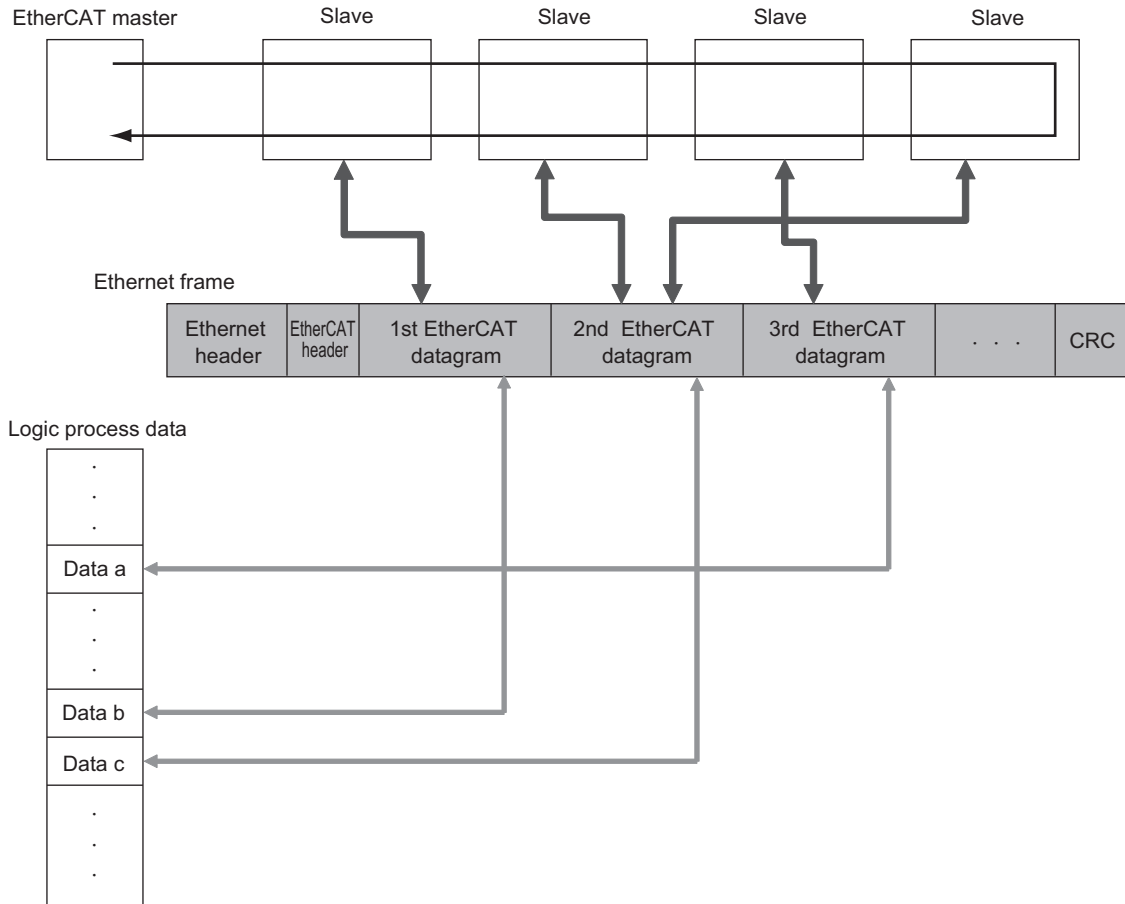 EtherCAT master
Slave
Slave
Slave
Slave
Ethernet frame
Ethernet
header
EtherCAT
header
1st EtherCAT
datagram
2nd EtherCAT
datagram
3rd EtherCAT
datagram
. . .
CRC
Logic process data
.
.
.
Data a
.
.
.
Data b
Data c
.
.
.